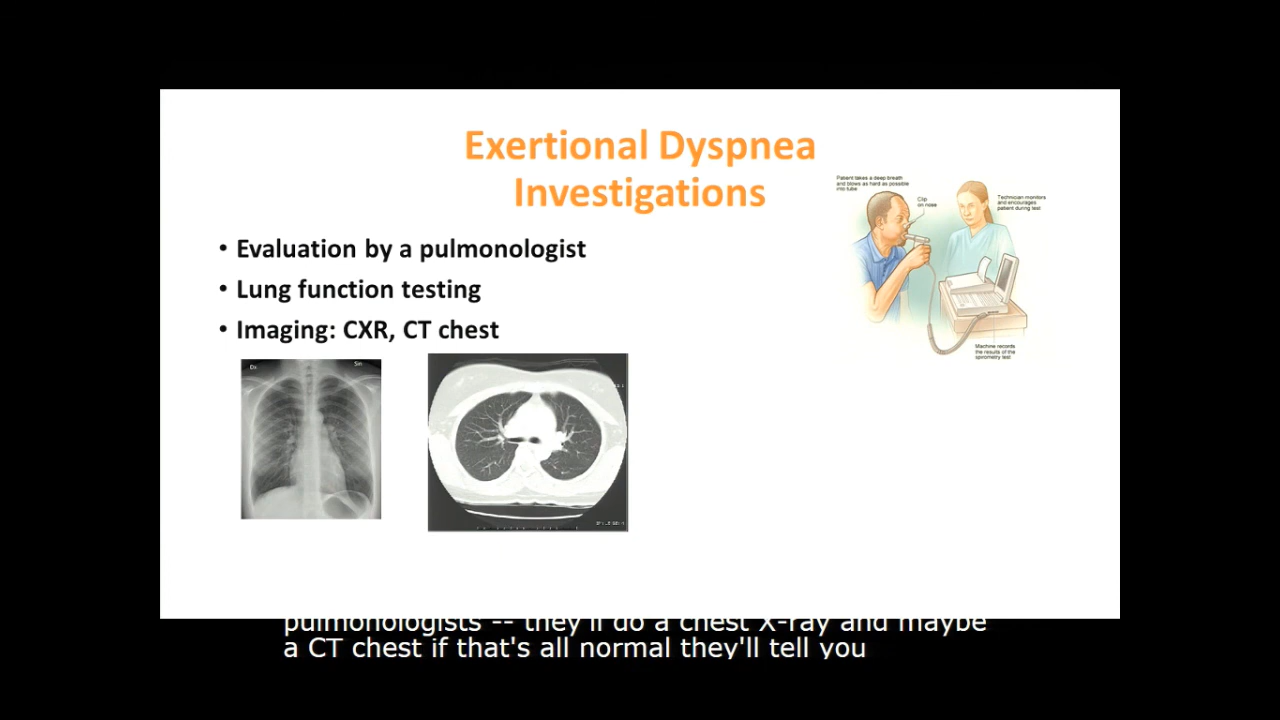 Exertional Dyspnea
Investigations
Patient takes a deep breath
and blows as hard as possible
into tube
Clip
on nose
Technician monitors
and encourages
patient during test
• Evaluation by a pulmonologist
• Lung function testing
• Imaging: CXR, CT chest
Machine records
the results of the
spirometry test
Dx
Sin
pulmonologists -- they'll do a chest X-ray and maybe
a CT chest if that's all normal they'll tell you